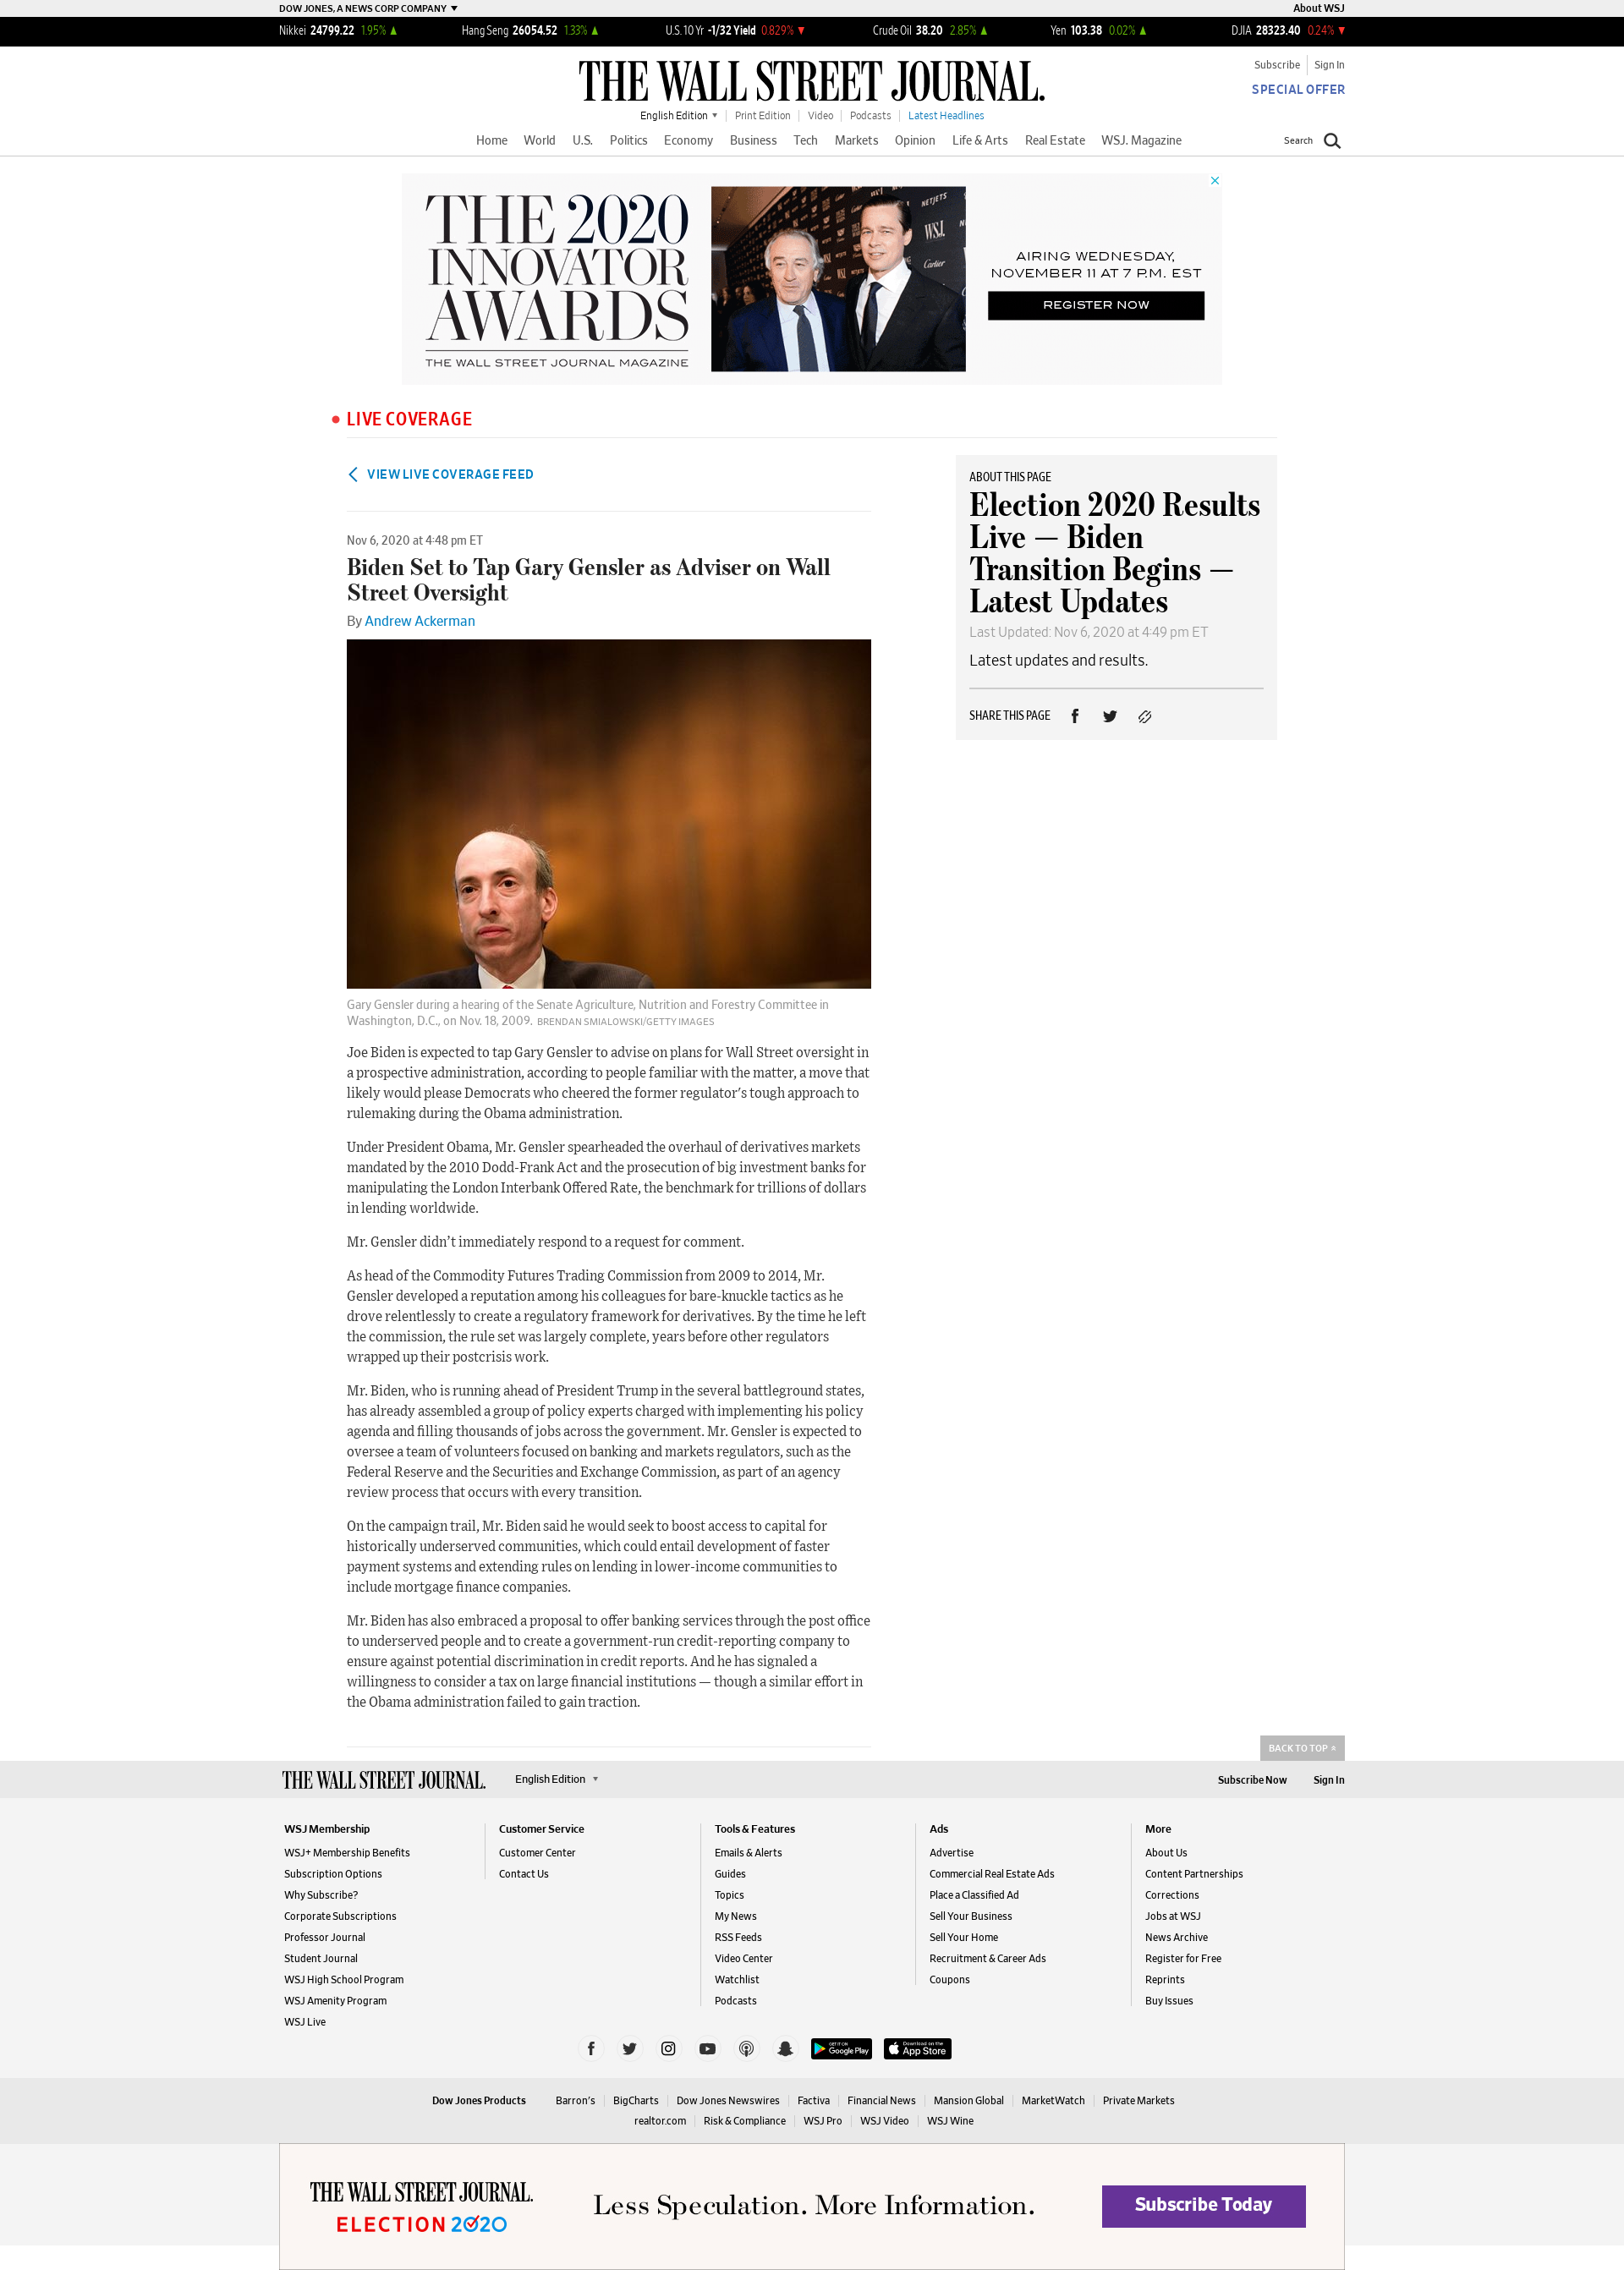 DOW JONES, A NEWS CORP COMPANY
About WSJ
Nikkei 24799.22 1.95%
Hang Seng 26054.52 1.33%
U.S. 10 Yr -1/32 Yield 0.829%
Crude Oil 38.20 2.85%
Yen 103.38 0.02%
DJIA 28323.40 0.24%
THE WALL STREET JOURNAL.
Subscribe
Sign In
SPECIAL OFFER
English Edition
Print Edition
Video
Podcasts
Latest Headlines
Home World U.S. Politics Economy Business Tech Markets Opinion Life & Arts Real Estate WSJ. Magazine
Search
THE 2020
INNOVATOR
AWARDS
THE WALL STREET JOURNAL MAGAZINE
NETJETS
WSJ.
Cartier
AIRING WEDNESDAY,
NOVEMBER 11 AT 7 P.M. EST
REGISTER NOW
LIVE COVERAGE
VIEW LIVE COVERAGE FEED
Nov 6, 2020 at 4:48 pm ET
Biden Set to Tap Gary Gensler as Adviser on Wall
Street Oversight
By Andrew Ackerman
Gary Gensler during a hearing of the Senate Agriculture, Nutrition and Forestry Committee in
Washington, D.C., on Nov. 18, 2009. BRENDAN SMIALOWSKI/GETTY IMAGES
Joe Biden is expected to tap Gary Gensler to advise on plans for Wall Street oversight in
a prospective administration, according to people familiar with the matter, a move that
likely would please Democrats who cheered the former regulator's tough approach to
rulemaking during the Obama administration.
Under President Obama, Mr. Gensler spearheaded the overhaul of derivatives markets
mandated by the 2010 Dodd-Frank Act and the prosecution of big investment banks for
manipulating the London Interbank Offered Rate, the benchmark for trillions of dollars
in lending worldwide.
Mr. Gensler didn't immediately respond to a request for comment.
As head of the Commodity Futures Trading Commission from 2009 to 2014, Mr.
Gensler developed a reputation among his colleagues for bare-knuckle tactics as he
drove relentlessly to create a regulatory framework for derivatives. By the time he left
the commission, the rule set was largely complete, years before other regulators
wrapped up their postcrisis work.
Mr. Biden, who is running ahead of President Trump in the several battleground states,
has already assembled a group of policy experts charged with implementing his policy
agenda and filling thousands of jobs across the government. Mr. Gensler is expected to
oversee a team of volunteers focused on banking and markets regulators, such as the
Federal Reserve and the Securities and Exchange Commission, as part of an agency
review process that occurs with every transition.
On the campaign trail, Mr. Biden said he would seek to boost access to capital for
historically underserved communities, which could entail development of faster
payment systems and extending rules on lending in lower-income communities to
include mortgage finance companies.
Mr. Biden has also embraced a proposal to offer banking services through the post office
to underserved people and to create a government-run credit-reporting company to
ensure against potential discrimination in credit reports. And he has signaled a
willingness to consider a tax on large financial institutions — though a similar effort in
the Obama administration failed to gain traction.
ABOUT THIS PAGE
Election 2020 Results
Live — Biden
Transition Begins —
Latest Updates
Last Updated: Nov 6, 2020 at 4:49 pm ET
Latest updates and results.
SHARE THIS PAGE
BACK TO TOP
THE WALL STREET JOURNAL.
English Edition
Subscribe Now
Sign In
WSJ Membership
WSJ+ Membership Benefits
Subscription Options
Why Subscribe?
Corporate Subscriptions
Professor Journal
Student Journal
WSJ High School Program
WSJ Amenity Program
WSJ Live
Customer Service
Customer Center
Contact Us
Tools & Features
Emails & Alerts
Guides
Topics
My News
RSS Feeds
Video Center
Watchlist
Podcasts
Ads
Advertise
Commercial Real Estate Ads
Place a Classified Ad
Sell Your Business
Sell Your Home
Recruitment & Career Ads
Coupons
More
About Us
Content Partnerships
Corrections
Jobs at WSJ
News Archive
Register for Free
Reprints
Buy Issues
GET IT ON
Google Play
Download on the
App Store
Dow Jones Products Barron's BigCharts Dow Jones Newswires Factiva Financial News Mansion Global MarketWatch Private Markets
realtor.com Risk & Compliance WSJ Pro WSJ Video WSJ Wine
THE WALL STREET JOURNAL.
ELECTION 2020
Less Speculation. More Information.
Subscribe Today